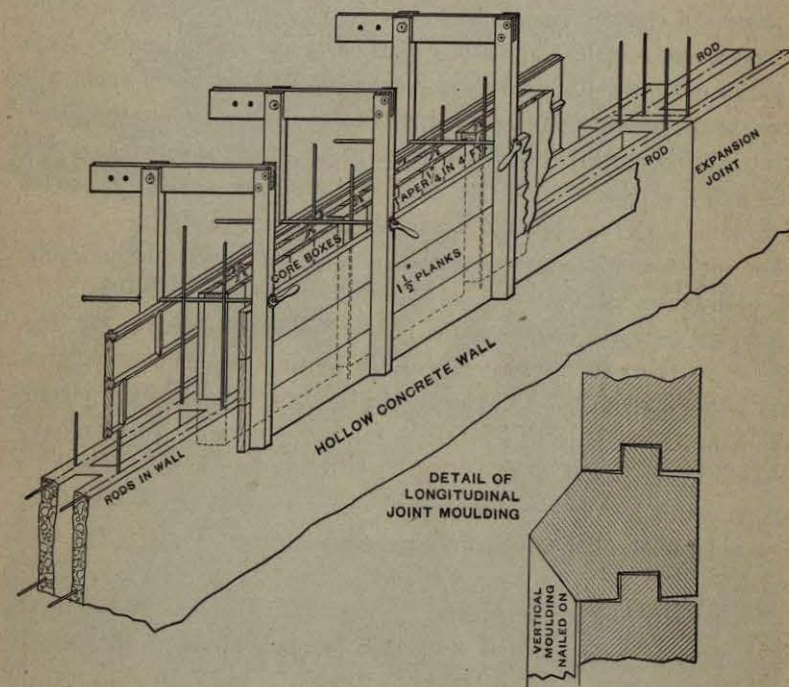 ROD
EXPANSION
JOINT
ROD
TAPER 1/4" IN 4 FT
CORE BOXES
1 1/2" PLANKS
HOLLOW CONCRETE WALL
RODS IN WALL
DETAIL OF
LONGITUDINAL
JOINT MOULDING
VERTICAL
MOULDING
NAILED ON